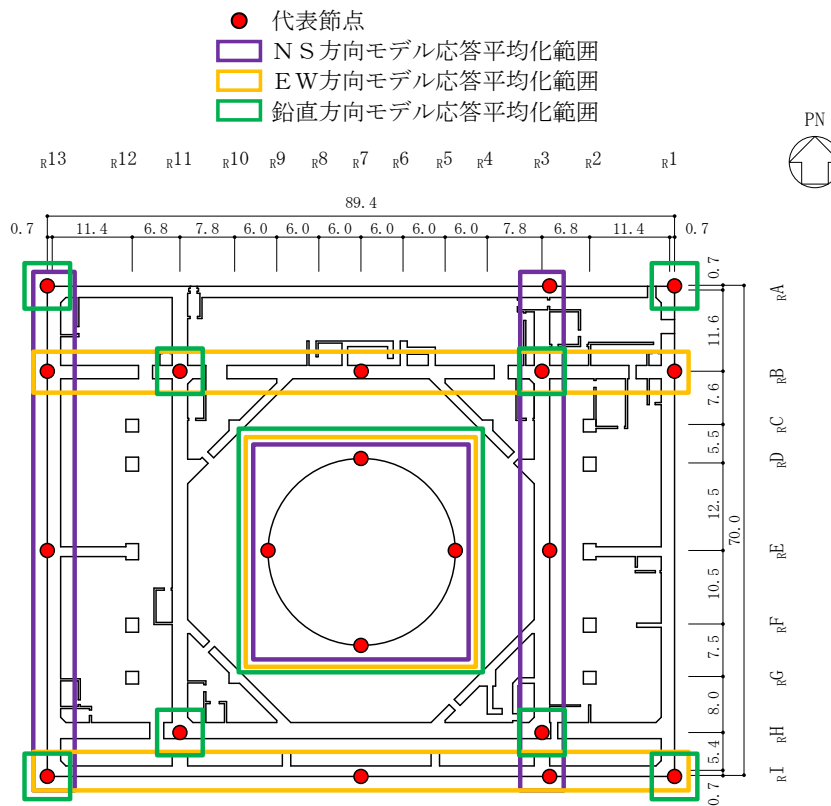 代表節点
ＮＳ方向モデル応答平均化範囲
ＥＷ方向モデル応答平均化範囲
鉛直方向モデル応答平均化範囲
PN
R13 R12 R11 R10 R9 R8 R7 R6 R5 R4 R3 R2 R1
89.4
0.7 11.4 6.8 7.8 6.0 6.0 6.0 6.0 6.0 6.0 7.8 6.8 11.4 0.7
0.7
RA
11.6
RB
7.6
RC
5.5
RD
12.5
70.0
RE
10.5
RF
7.5
RG
8.0
RH
5.4
RI
0.7